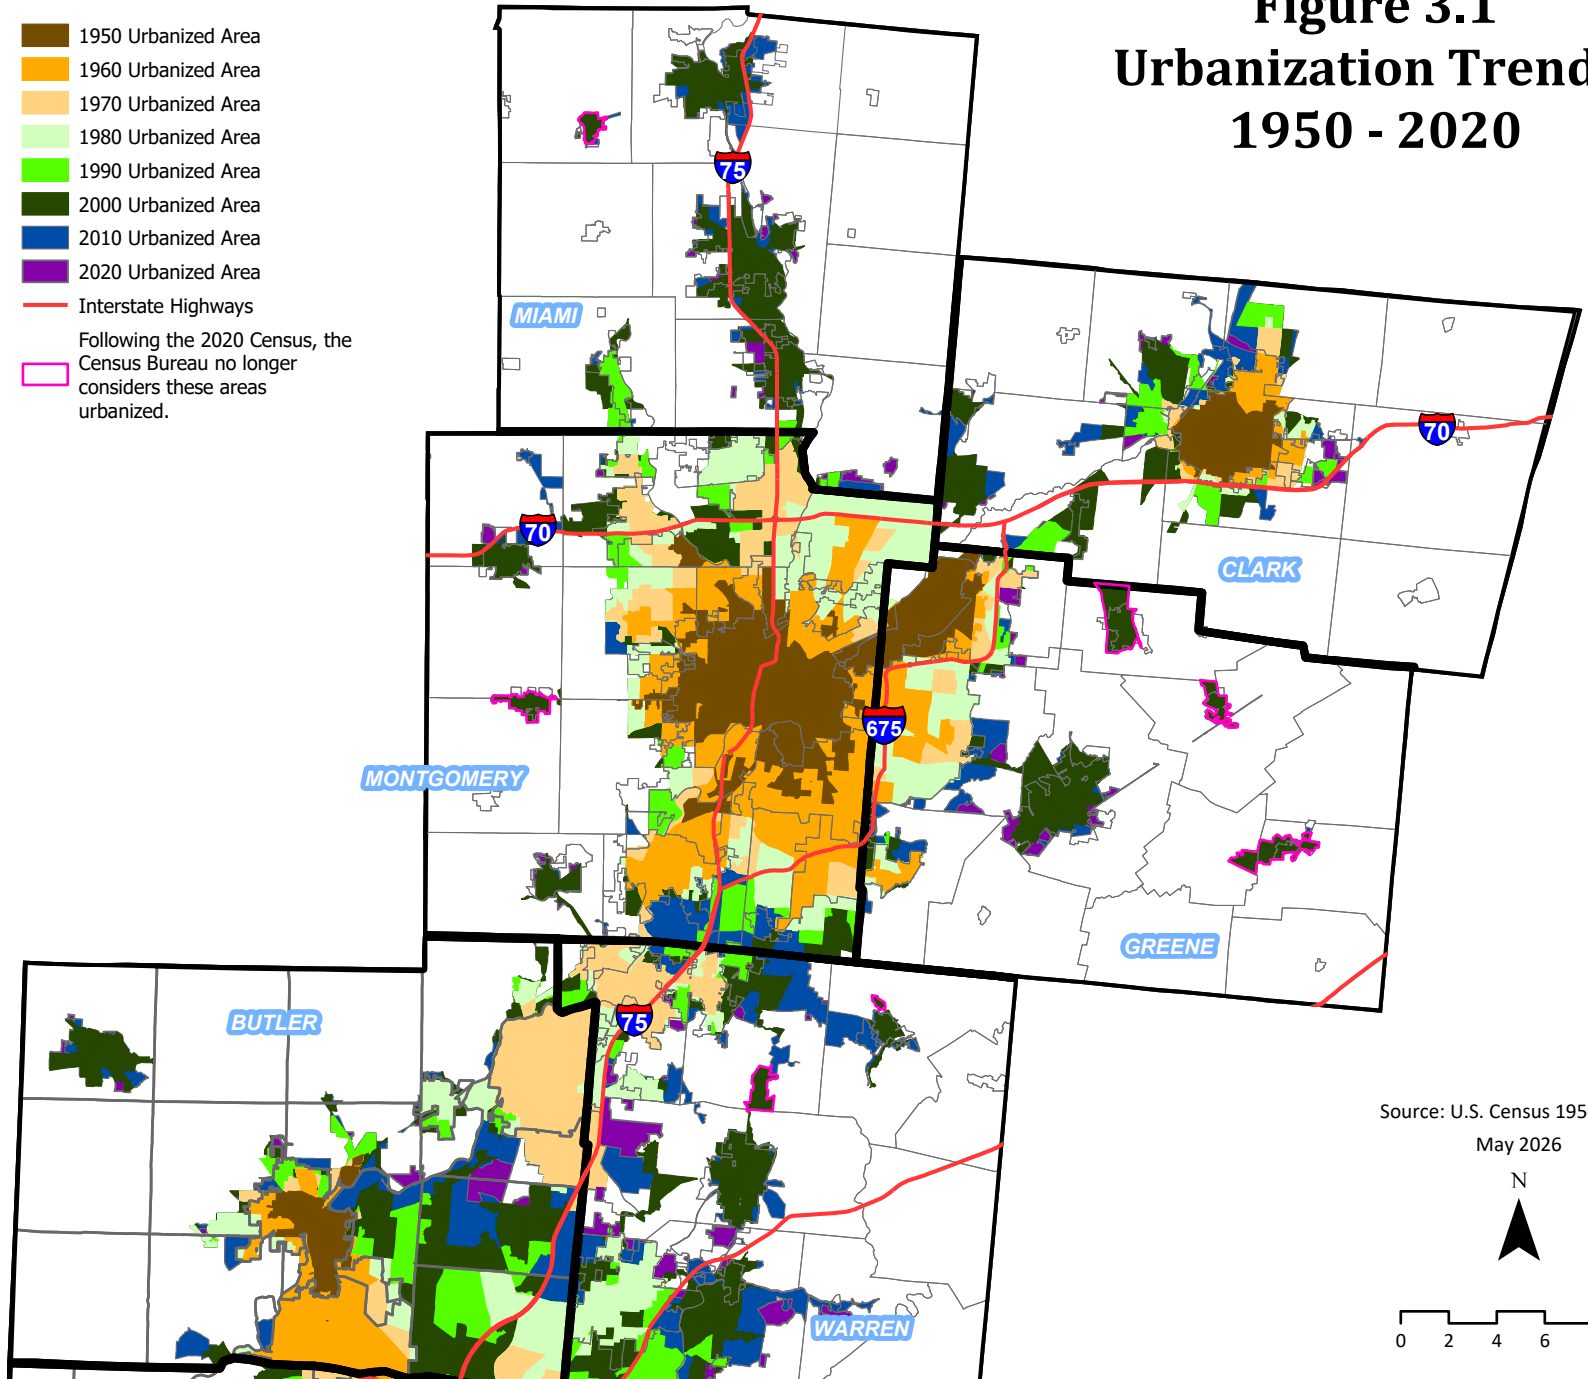 Figure 3.1
Urbanization Trend
1950 - 2020
1950 Urbanized Area
1960 Urbanized Area
1970 Urbanized Area
1980 Urbanized Area
1990 Urbanized Area
2000 Urbanized Area
2010 Urbanized Area
2020 Urbanized Area
Interstate Highways
Following the 2020 Census, the
Census Bureau no longer
considers these areas
urbanized.
75
MIAMI
70
70
CLARK
675
MONTGOMERY
GREENE
BUTLER
75
WARREN
Source: U.S. Census 195
May 2026
N
0 2 4 6